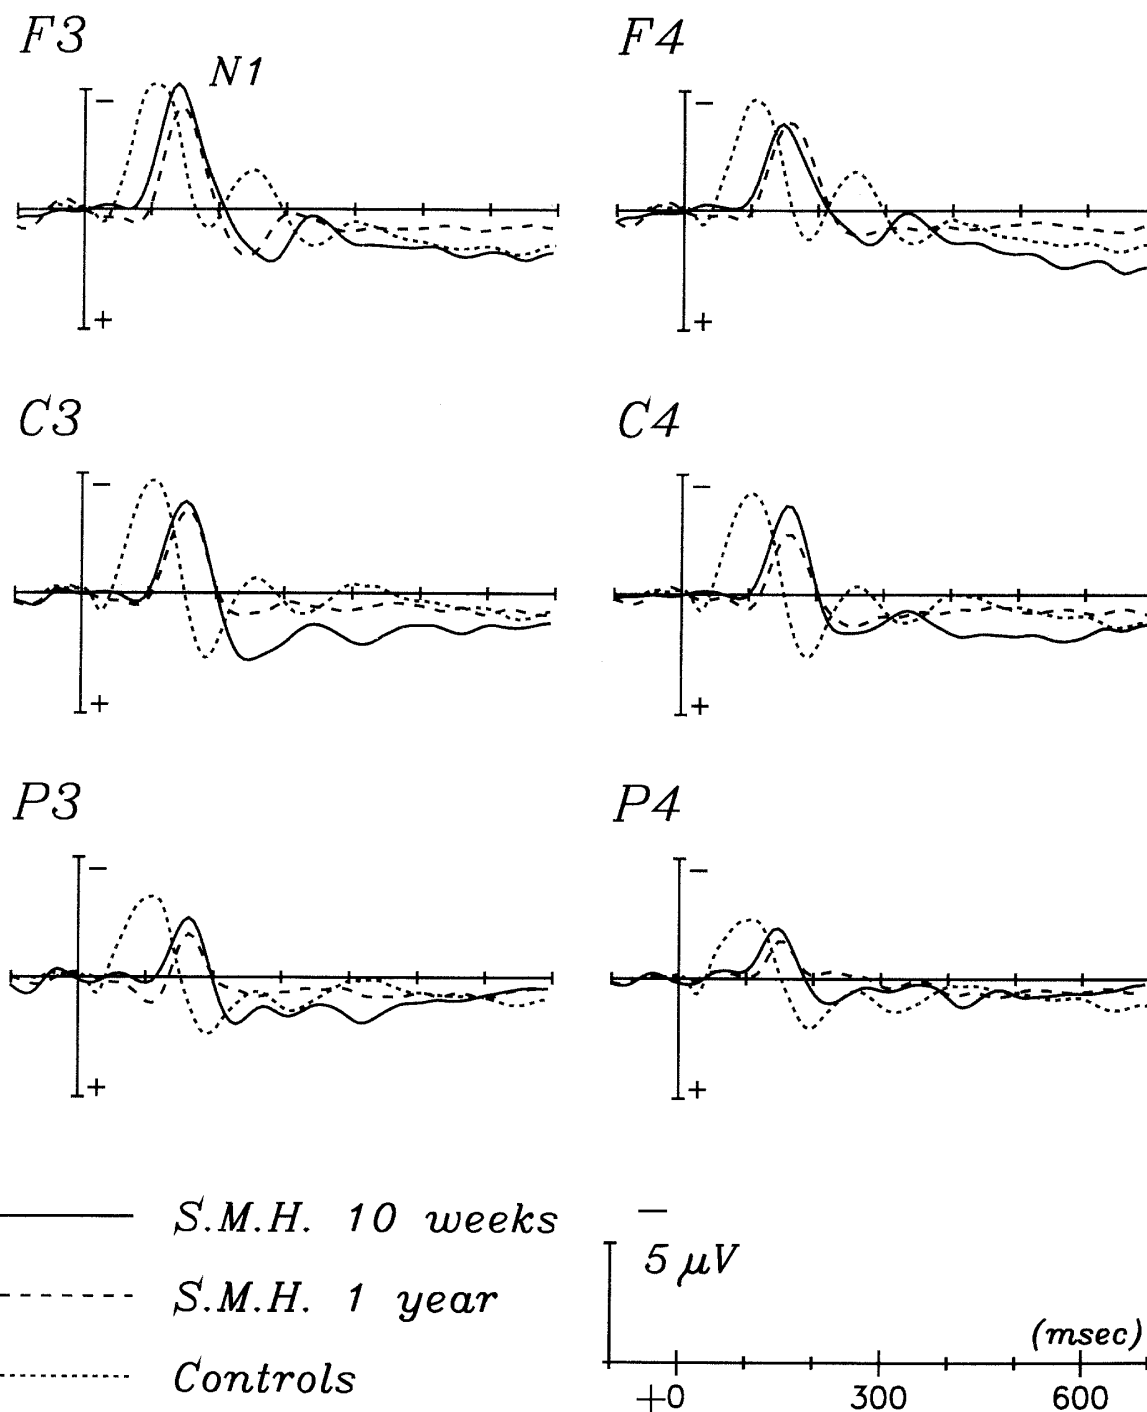 F3
N1
−
+
F4
−
+
C3
−
+
C4
−
+
P3
−
+
P4
−
+
S.M.H. 10 weeks
S.M.H. 1 year
Controls
−
5 μV
(msec)
+0 300 600